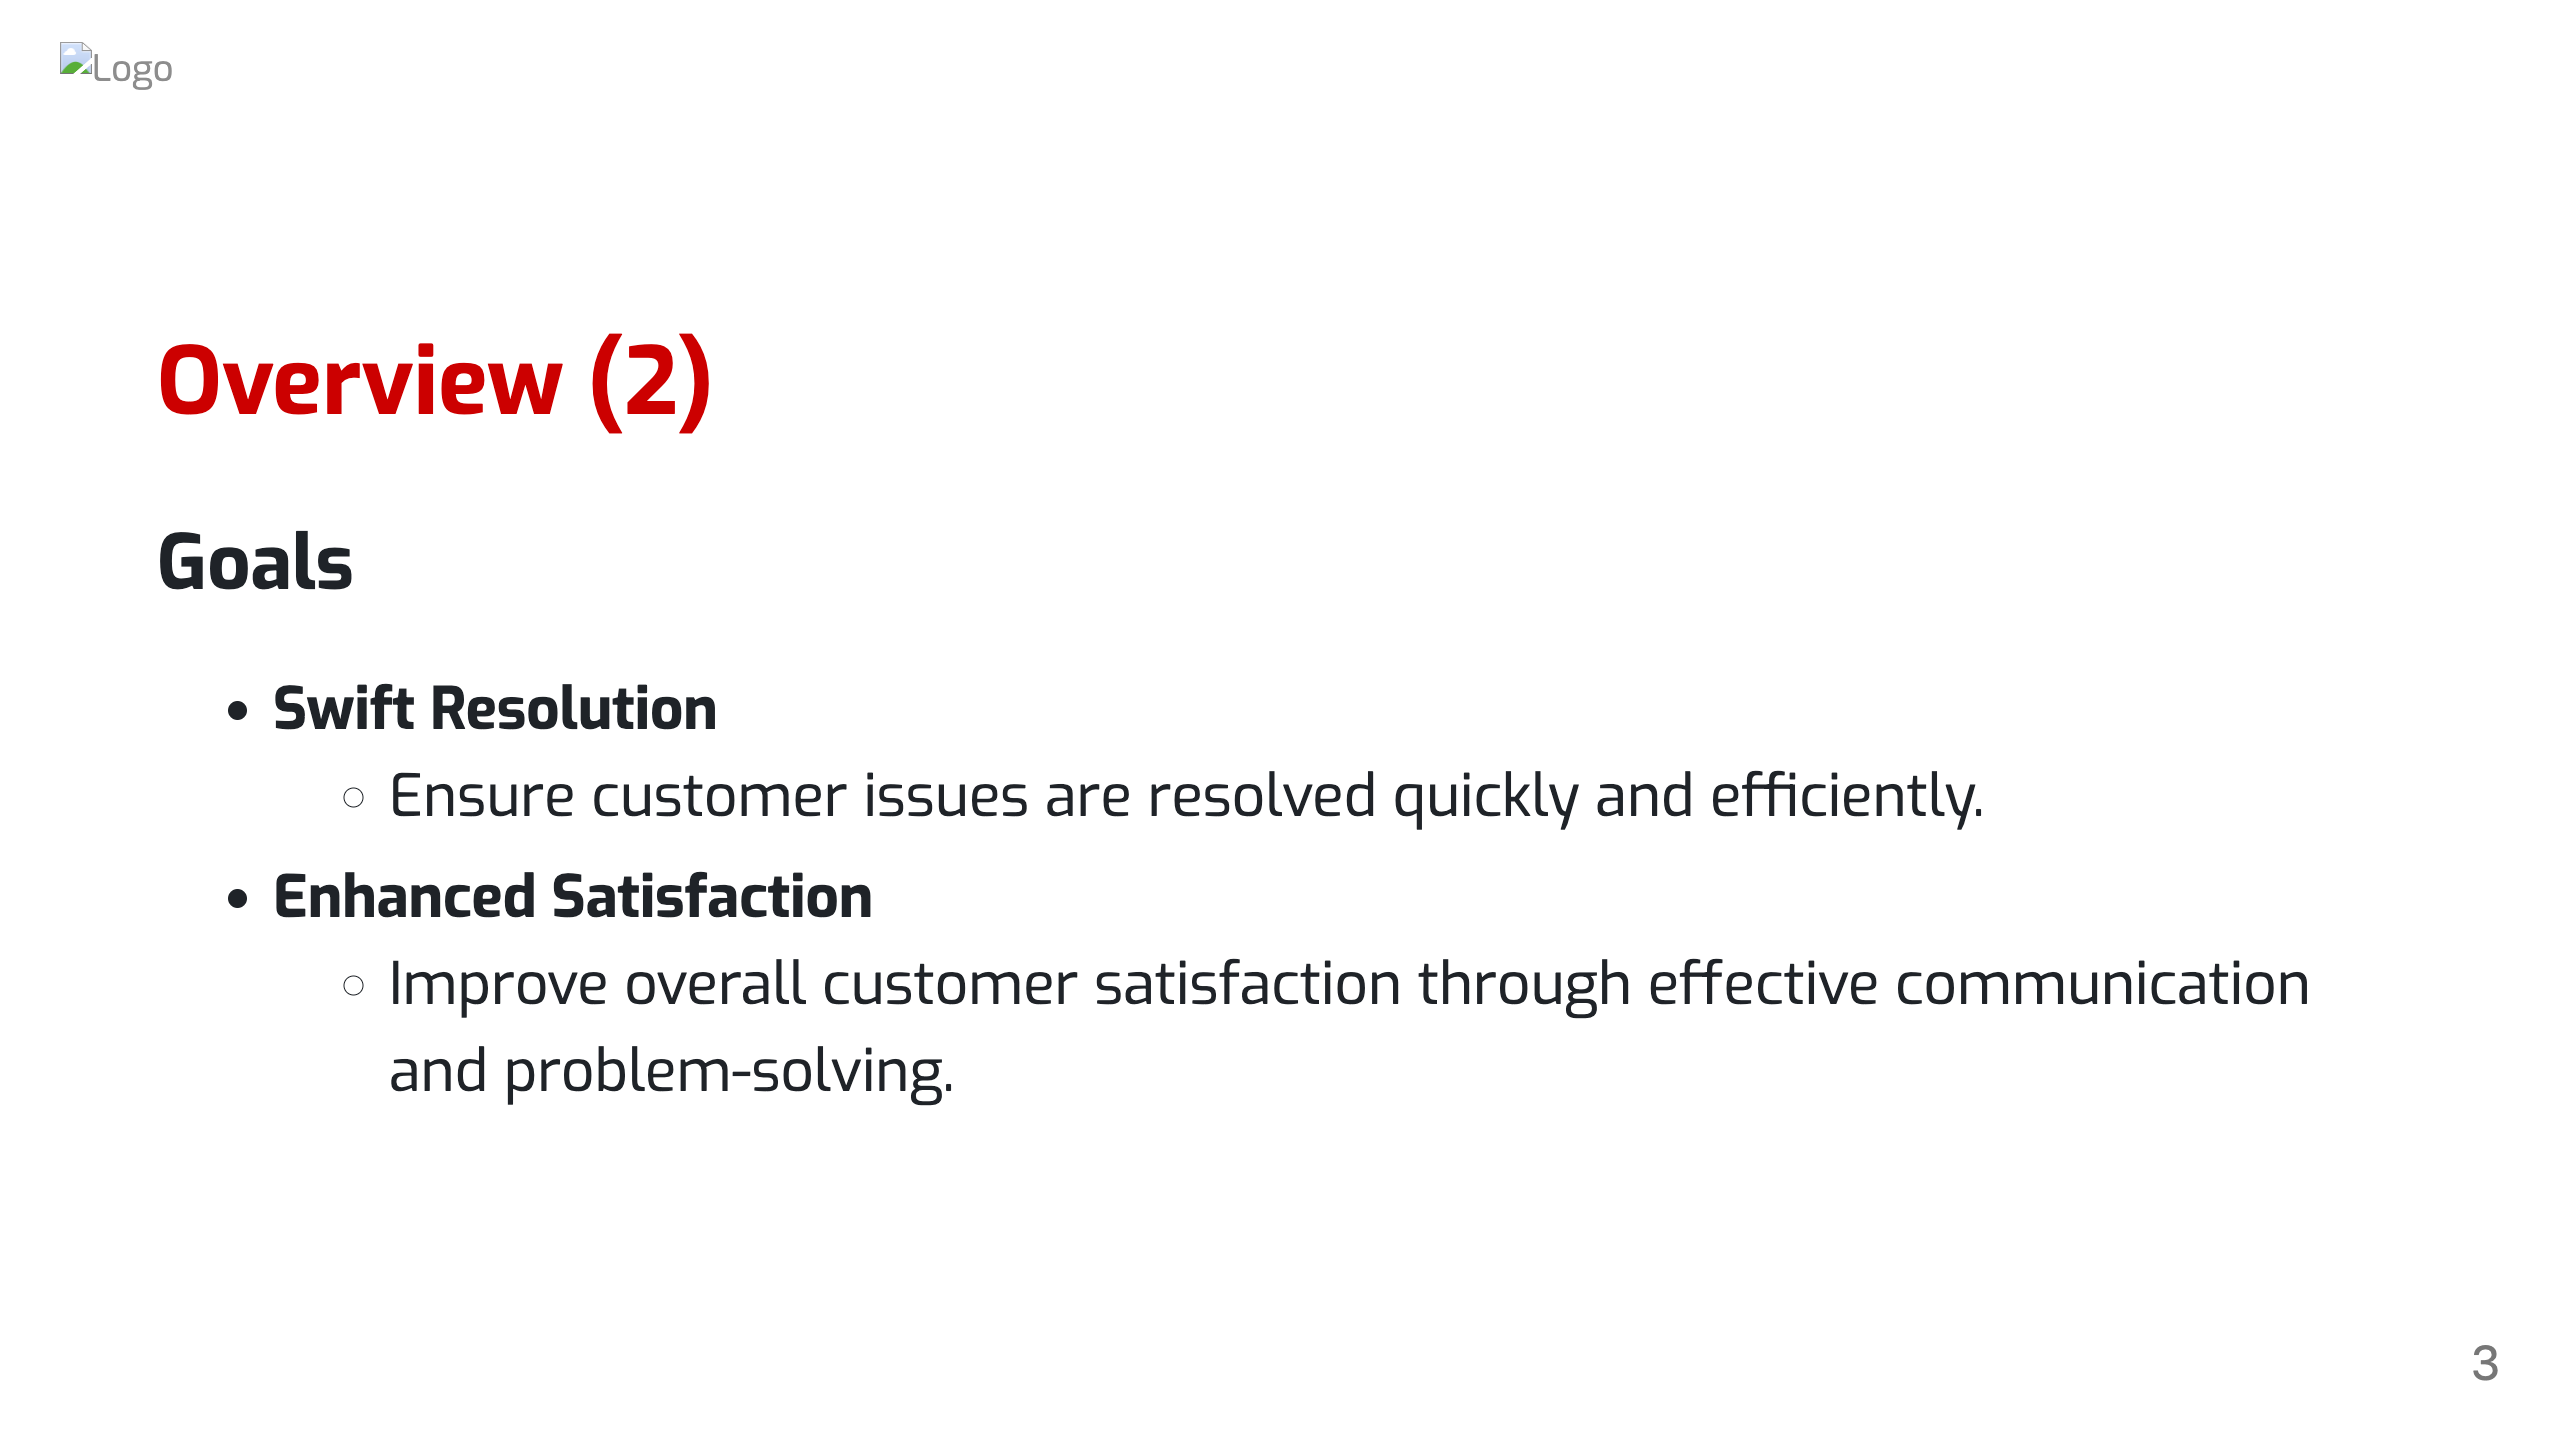 Logo
Overview (2)
Goals
Swift Resolution
Ensure customer issues are resolved quickly and efficiently.
Enhanced Satisfaction
Improve overall customer satisfaction through effective communication
and problem-solving.
3